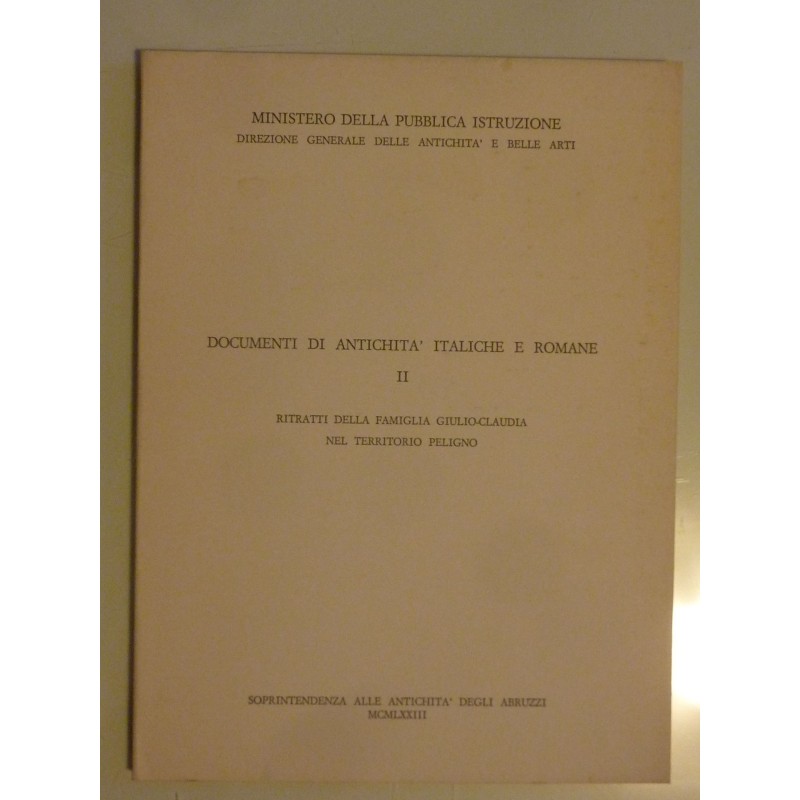 MINISTERO DELLA PUBBLICA ISTRUZIONE
DIREZIONE GENERALE DELLE ANTICHITA' E BELLE ARTI
DOCUMENTI DI ANTICHITA' ITALICHE E ROMANE
II
RITRATTI DELLA FAMIGLIA GIULIO-CLAUDIA
NEL TERRITORIO PELIGNO
SOPRINTENDENZA ALLE ANTICHITA' DEGLI ABRUZZI
MCMLXXIII